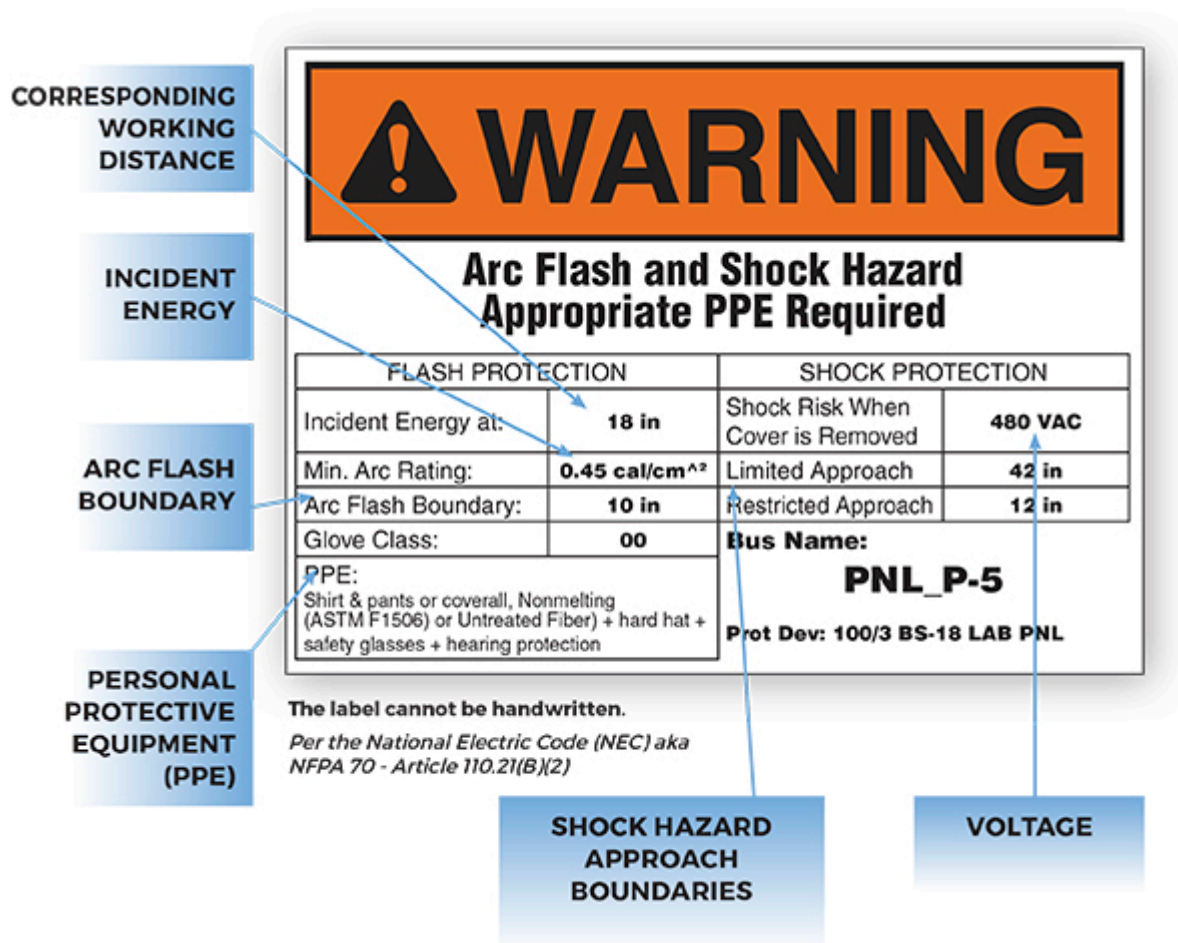 CORRESPONDING
WORKING
DISTANCE
INCIDENT
ENERGY
ARC FLASH
BOUNDARY
PERSONAL
PROTECTIVE
EQUIPMENT
(PPE)
WARNING
Arc Flash and Shock Hazard
Appropriate PPE Required
FLASH PROTECTION
Incident Energy at: 18 in
Min. Arc Rating: 0.45 cal/cm^²
Arc Flash Boundary: 10 in
Glove Class: 00
PPE:
Shirt & pants or coverall, Nonmelting
(ASTM F1506) or Untreated Fiber) + hard hat +
safety glasses + hearing protection
SHOCK PROTECTION
Shock Risk When
Cover is Removed 480 VAC
Limited Approach 42 in
Restricted Approach 12 in
Bus Name:
PNL_P-5
Prot Dev: 100/3 BS-18 LAB PNL
The label cannot be handwritten.
Per the National Electric Code (NEC) aka
NFPA 70 - Article 110.21(B)(2)
SHOCK HAZARD
APPROACH
BOUNDARIES
VOLTAGE